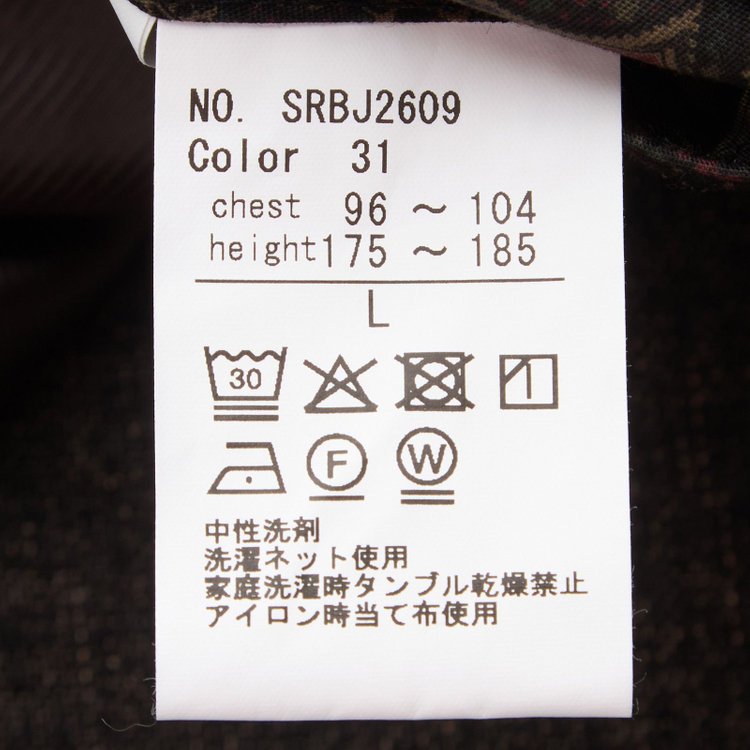 NO. SRBJ2609
Color 31
chest 96 ~ 104
height 175 ~ 185
L
30
F W
中性洗剤
洗濯ネット使用
家庭洗濯時タンブル乾燥禁止
アイロン時当て布使用